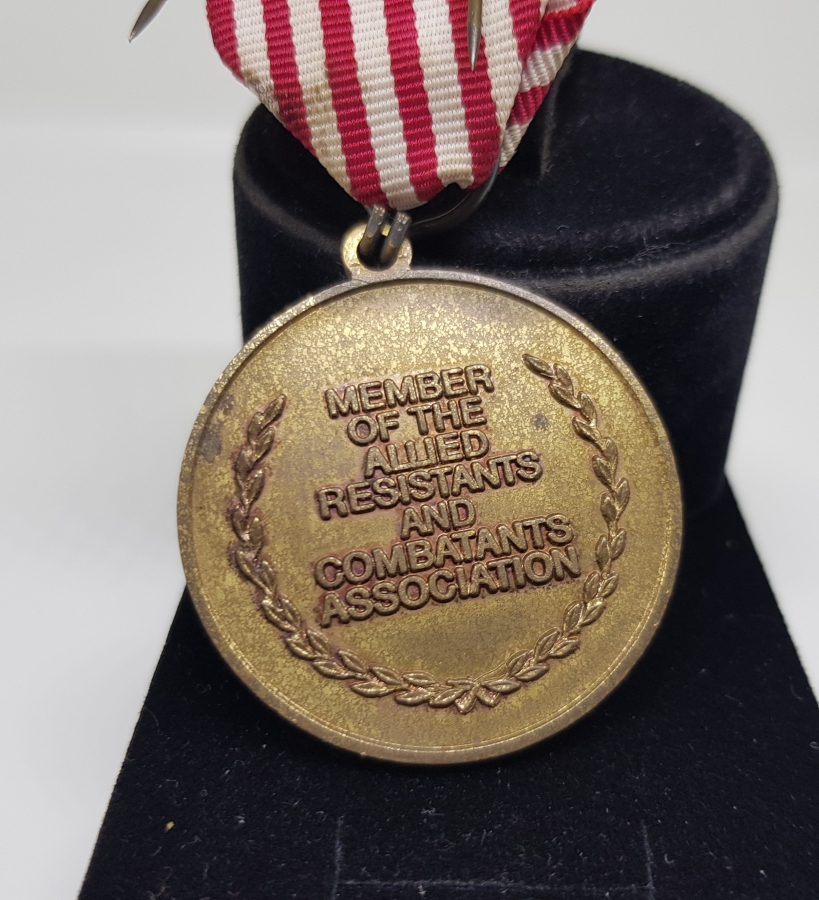 MEMBER
OF THE
ALLIED
RESISTANTS
AND
COMBATANTS
ASSOCIATION